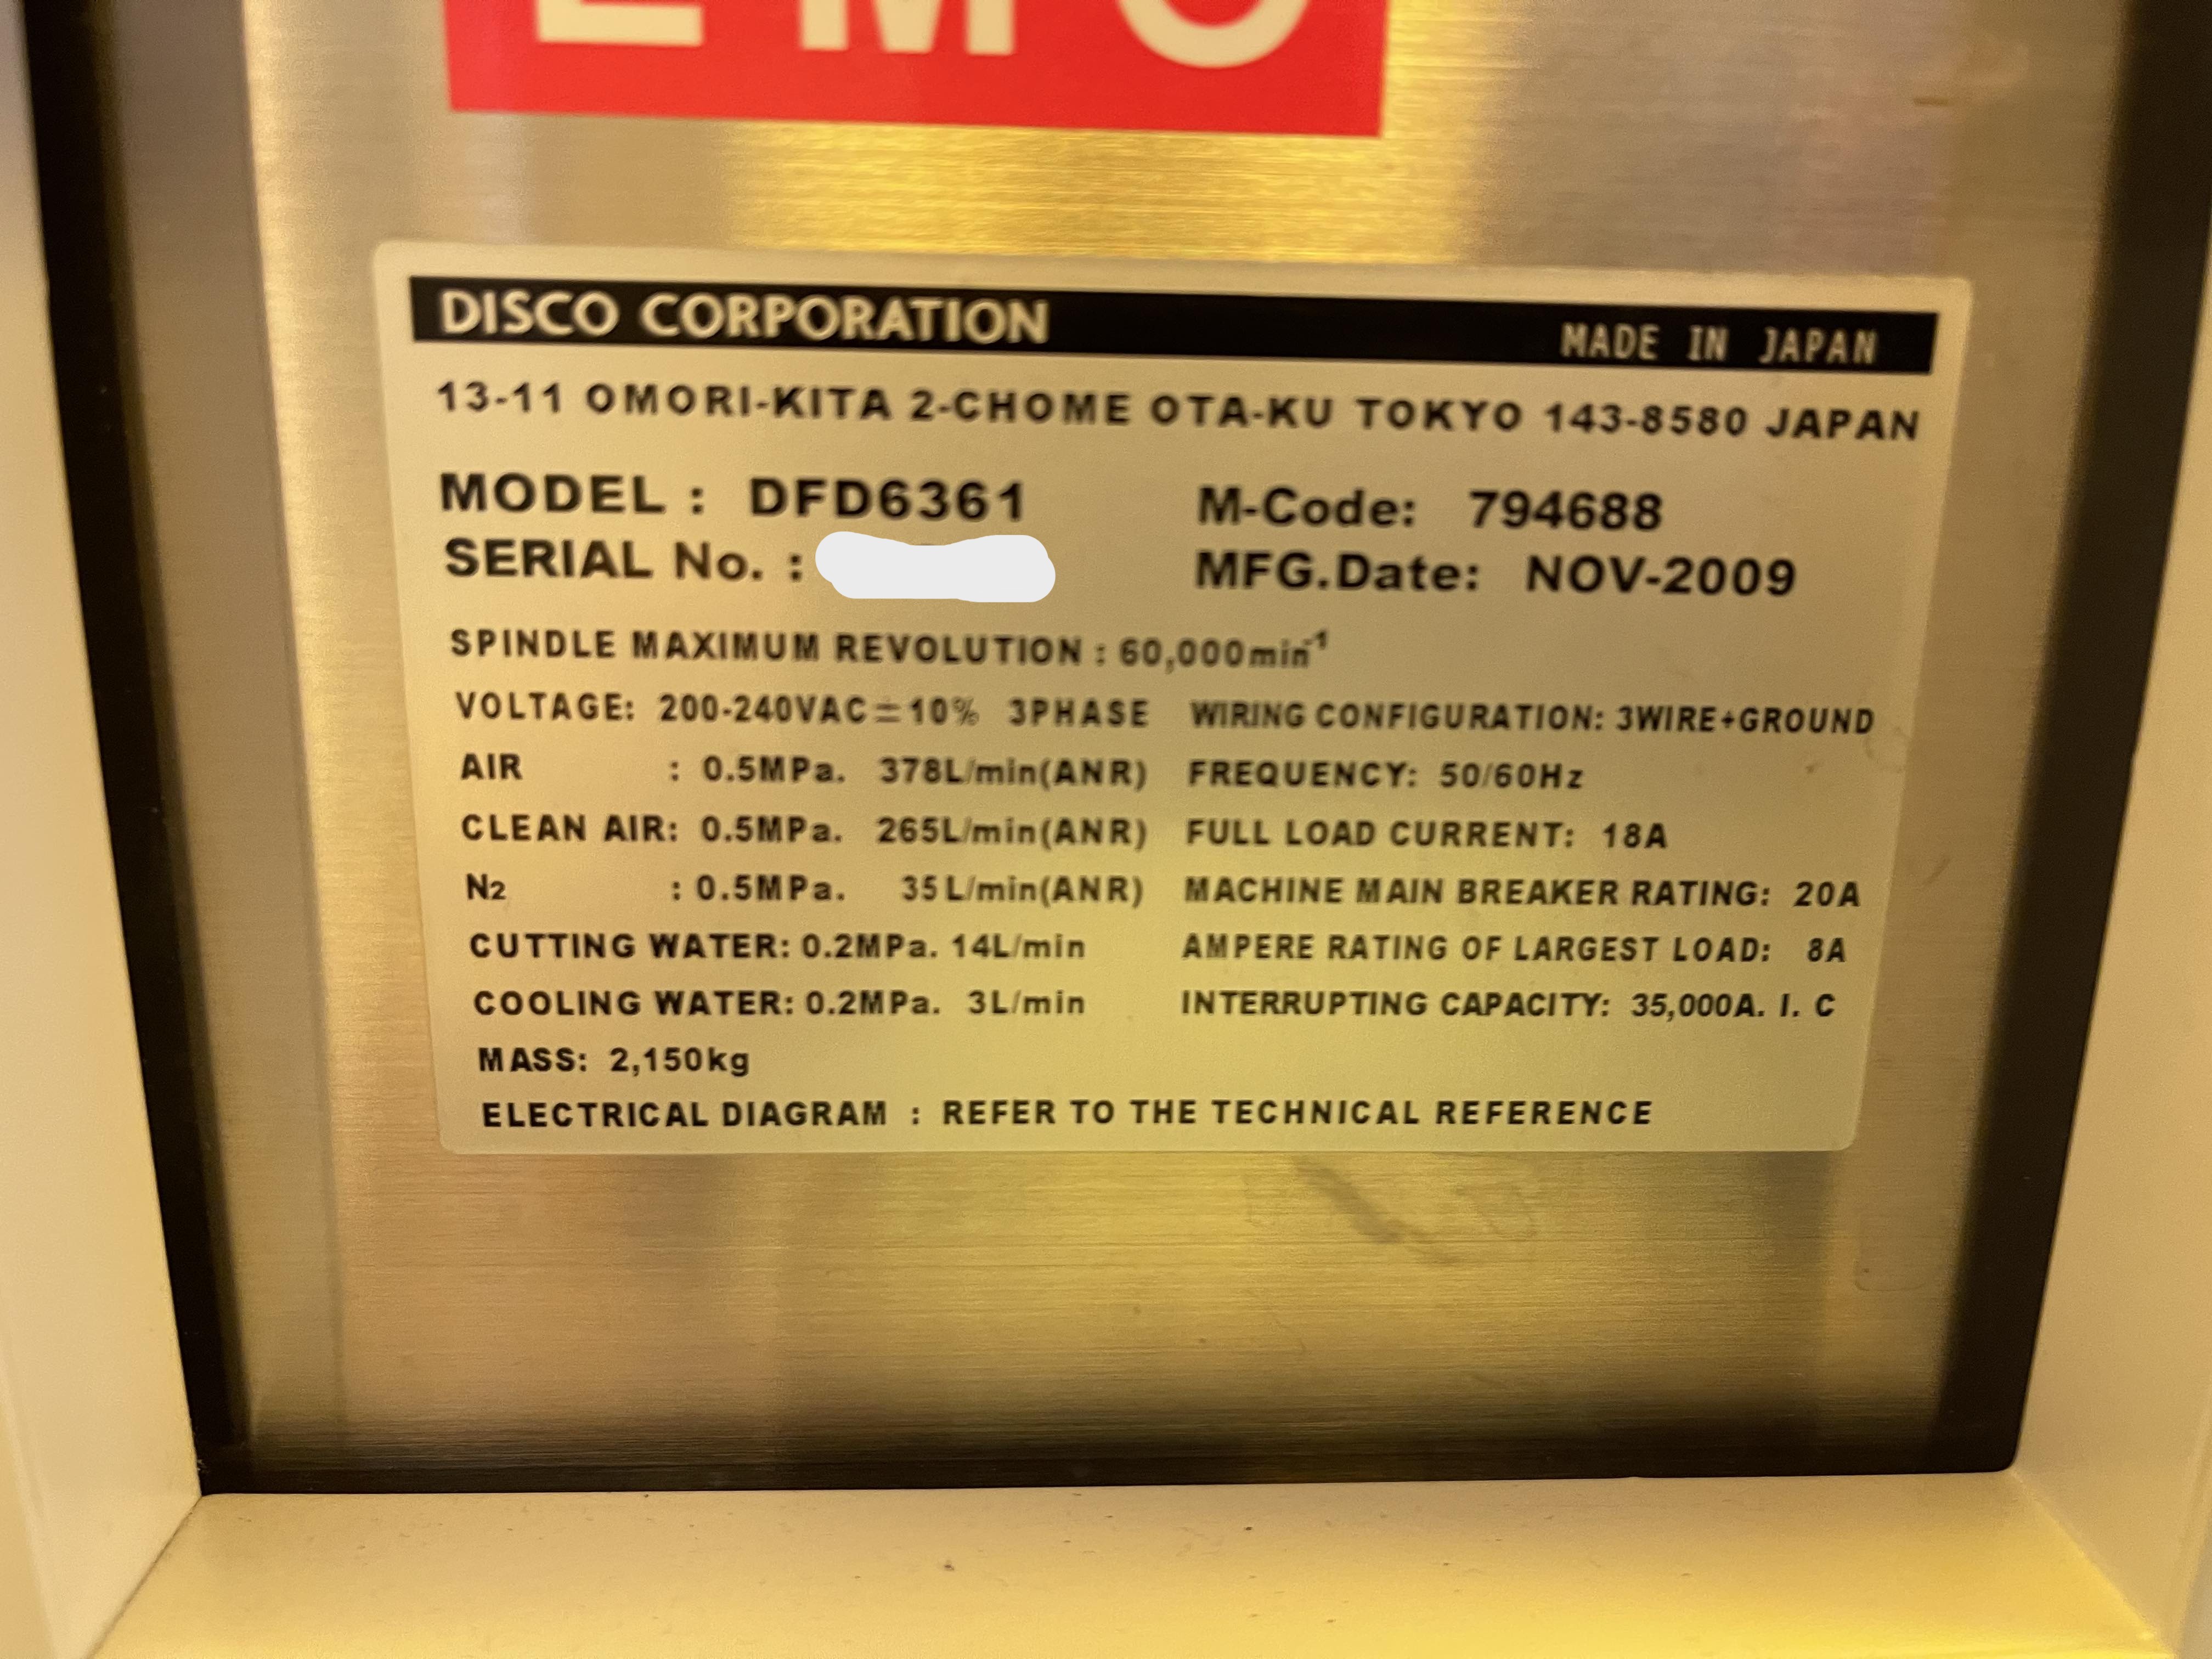 EMO
DISCO CORPORATION MADE IN JAPAN
13-11 OMORI-KITA 2-CHOME OTA-KU TOKYO 143-8580 JAPAN
MODEL : DFD6361 M-Code: 794688
SERIAL No. : MFG.Date: NOV-2009
SPINDLE MAXIMUM REVOLUTION : 60,000min⁻¹
VOLTAGE: 200-240VAC±10% 3PHASE WIRING CONFIGURATION: 3WIRE+GROUND
AIR : 0.5MPa. 378L/min(ANR) FREQUENCY: 50/60Hz
CLEAN AIR: 0.5MPa. 265L/min(ANR) FULL LOAD CURRENT: 18A
N2 : 0.5MPa. 35L/min(ANR) MACHINE MAIN BREAKER RATING: 20A
CUTTING WATER: 0.2MPa. 14L/min AMPERE RATING OF LARGEST LOAD: 8A
COOLING WATER: 0.2MPa. 3L/min INTERRUPTING CAPACITY: 35,000A. I. C
MASS: 2,150kg
ELECTRICAL DIAGRAM : REFER TO THE TECHNICAL REFERENCE